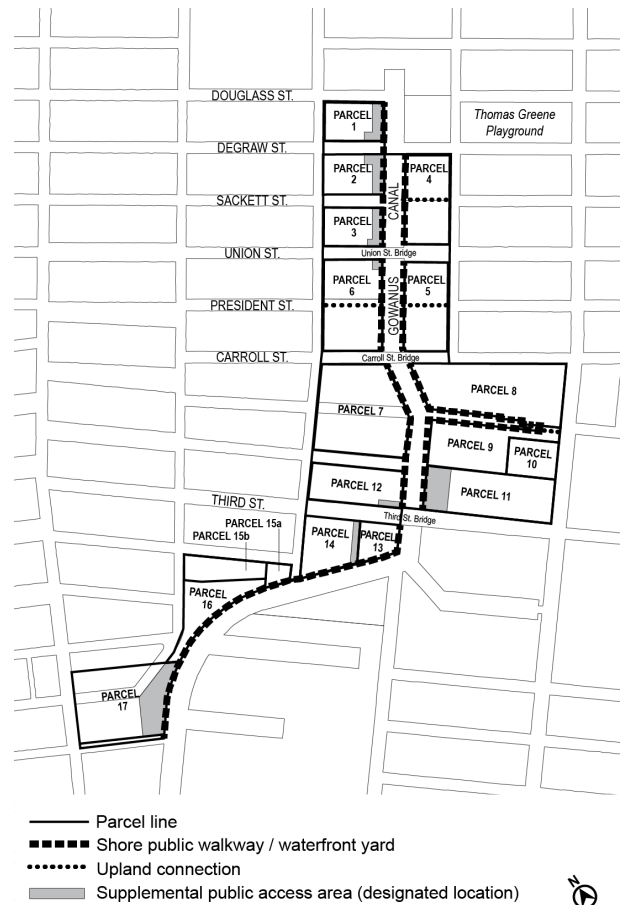 DOUGLASS ST.
PARCEL
1
Thomas Greene
Playground
DEGRAW ST.
PARCEL
2
PARCEL
4
SACKETT ST.
CANAL
PARCEL
3
UNION ST.
Union St. Bridge
PARCEL
6
GOWANUS
PARCEL
5
PRESIDENT ST.
CARROLL ST.
Carroll St. Bridge
PARCEL 8
PARCEL 7
PARCEL 9
PARCEL
10
PARCEL 12
PARCEL 11
THIRD ST.
Third St. Bridge
PARCEL 15a
PARCEL 15b
PARCEL
14
PARCEL
13
PARCEL
16
PARCEL
17
Parcel line
Shore public walkway / waterfront yard
Upland connection
Supplemental public access area (designated location)
N